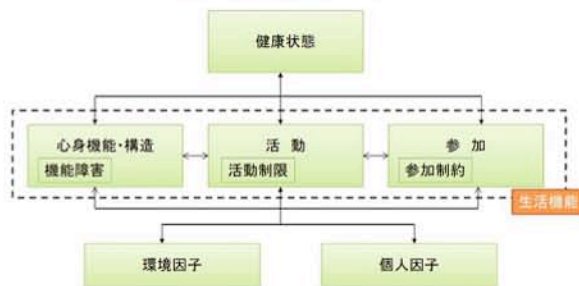 健康状態
心身機能・構造
機能障害
活 動
活動制限
参 加
参加制約
生活機能
環境因子
個人因子